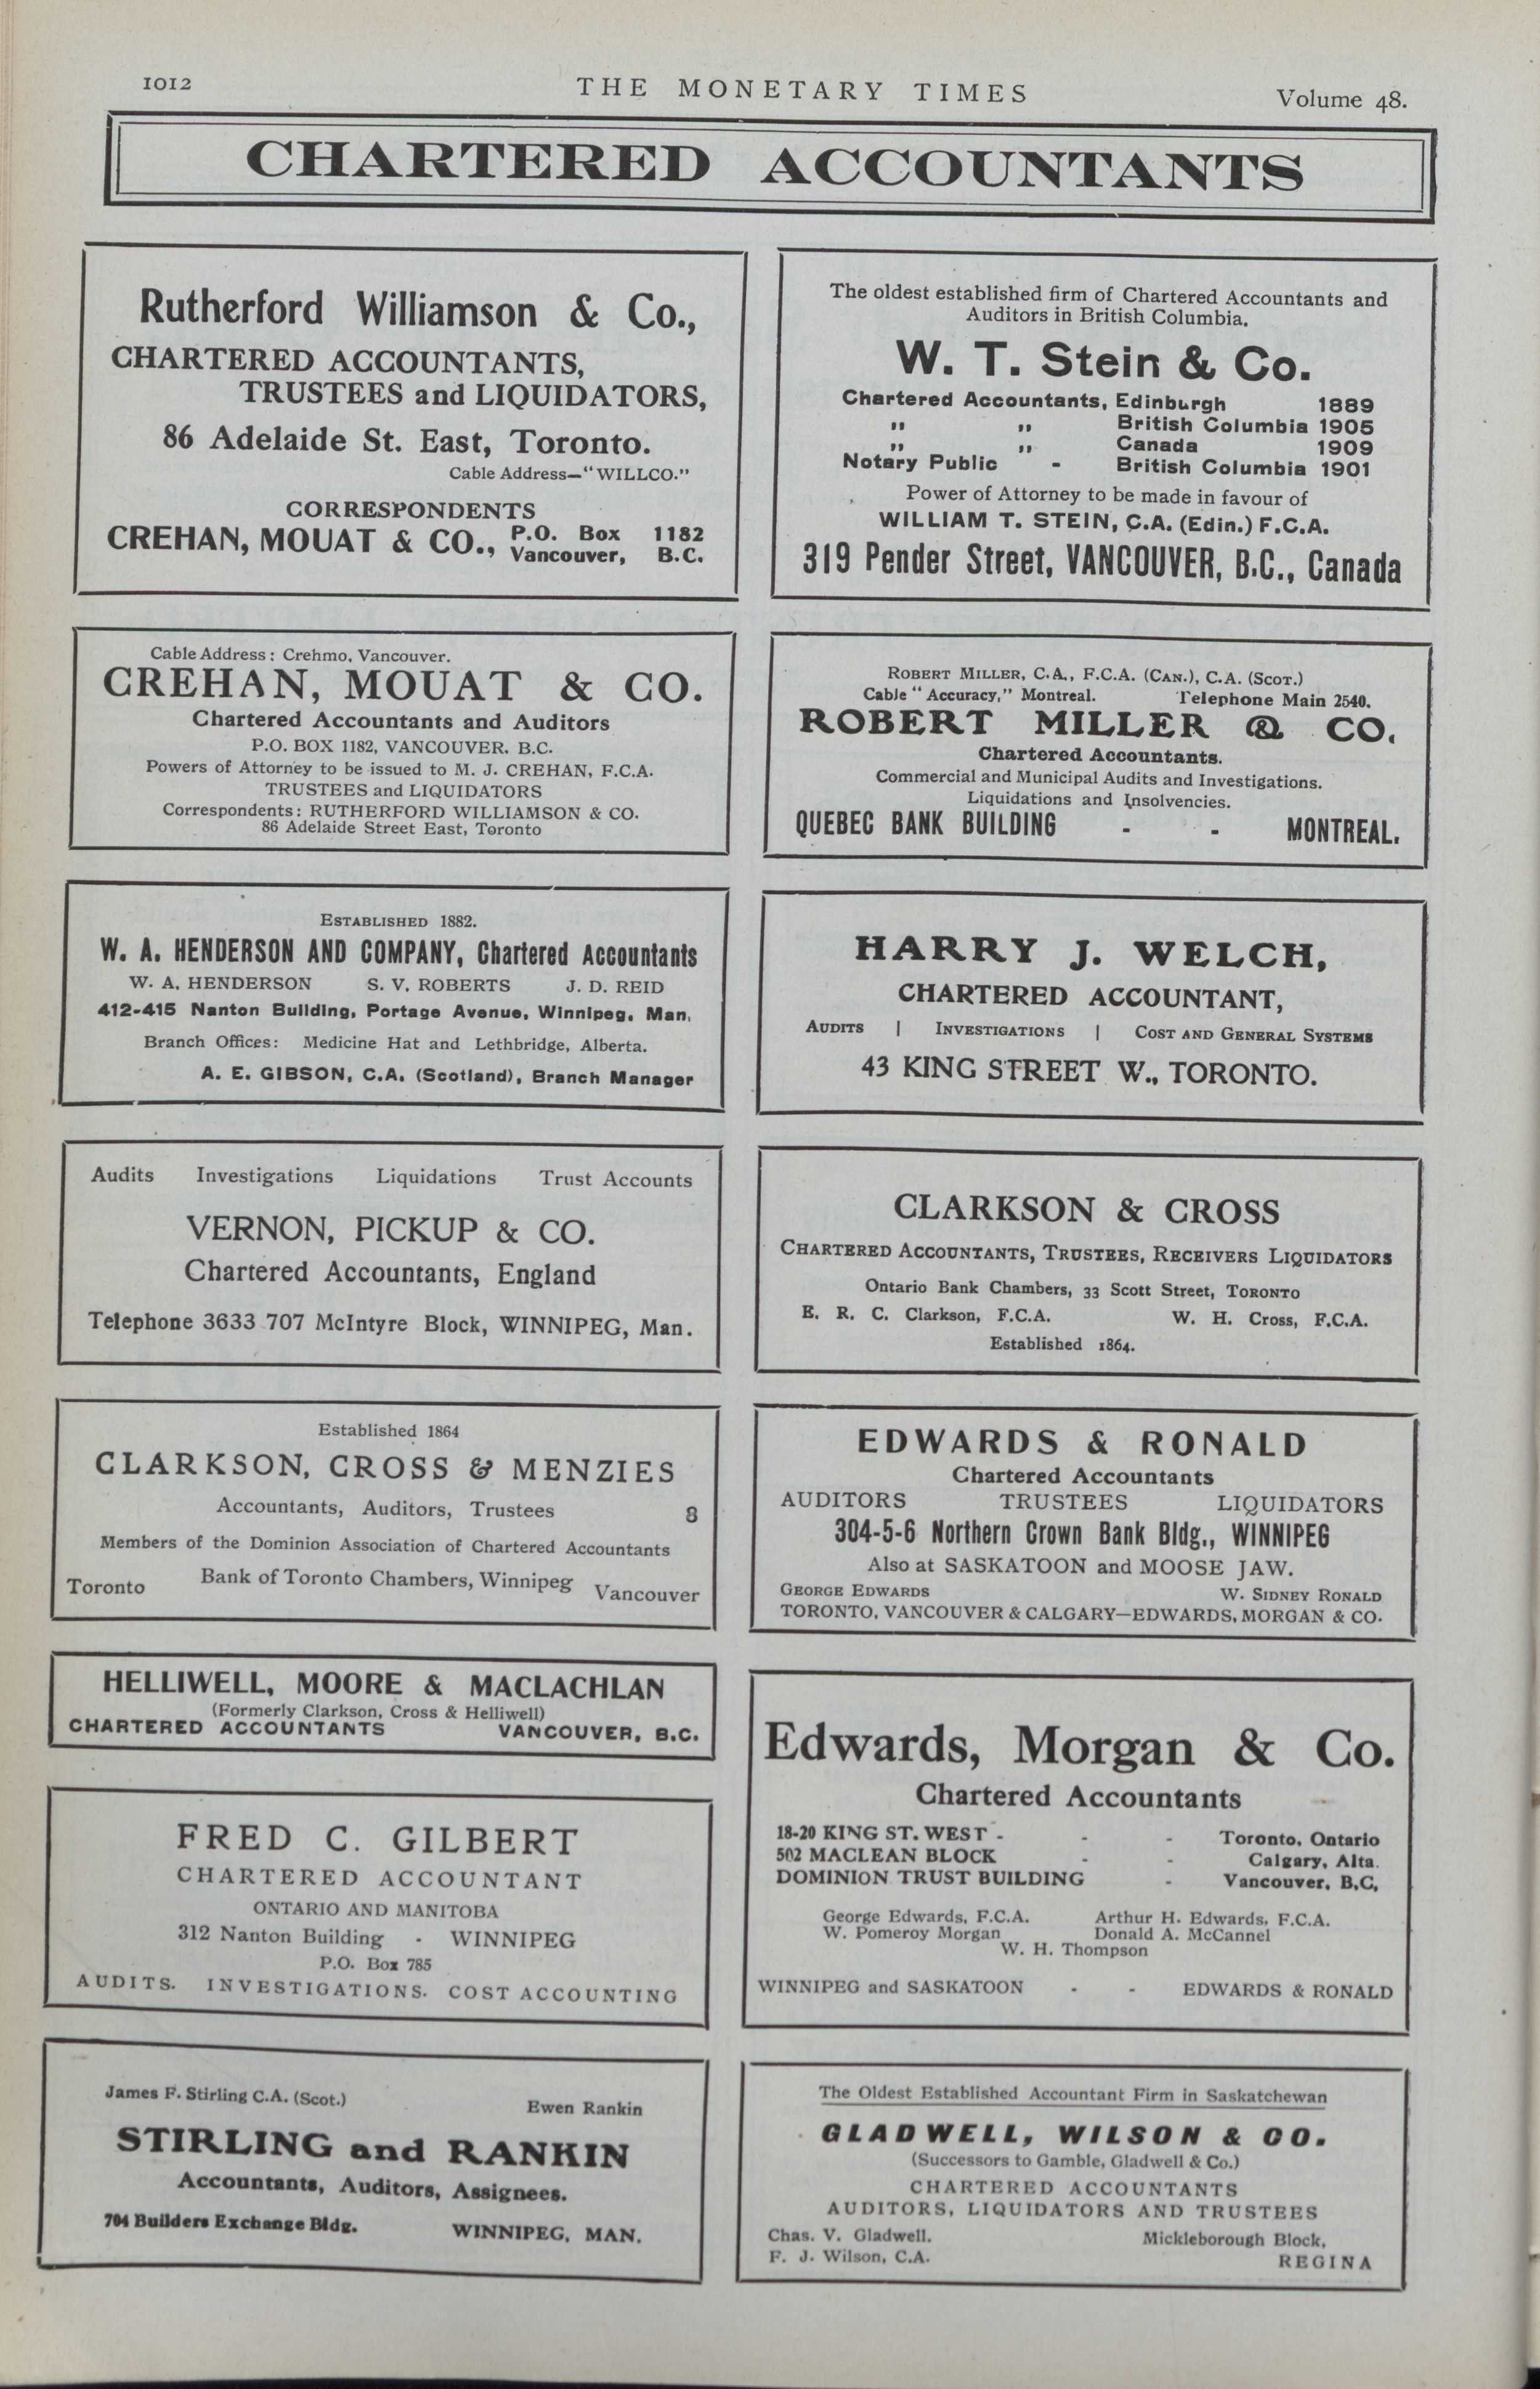 1012
THE MONETARY TIMES
Volume 48.
CHARTERED ACCOUNTANTS
Rutherford Williamson & Co.,
CHARTERED ACCOUNTANTS,
TRUSTEES and LIQUIDATORS,
86 Adelaide St. East, Toronto.
Cable Address—"WILLCO."
CORRESPONDENTS
CREHAN, MOUAT & CO., P.O. Box 1182
Vancouver, B.C.
The oldest established firm of Chartered Accountants and
Auditors in British Columbia.
W. T. Stein & Co.
Chartered Accountants, Edinburgh 1889
" " British Columbia 1905
" " Canada 1909
Notary Public - British Columbia 1901
Power of Attorney to be made in favour of
WILLIAM T. STEIN, C.A. (Edin.) F.C.A.
319 Pender Street, VANCOUVER, B.C., Canada
Cable Address: Crehmo, Vancouver.
CREHAN, MOUAT & CO.
Chartered Accountants and Auditors
P.O. BOX 1182, VANCOUVER. B.C.
Powers of Attorney to be issued to M. J. CREHAN, F.C.A.
TRUSTEES and LIQUIDATORS
Correspondents: RUTHERFORD WILLIAMSON & CO.
86 Adelaide Street East, Toronto
ROBERT MILLER, C.A., F.C.A. (CAN.), C.A. (SCOT.)
Cable "Accuracy," Montreal. Telephone Main 2540.
ROBERT MILLER & CO.
Chartered Accountants.
Commercial and Municipal Audits and Investigations.
Liquidations and Insolvencies.
QUEBEC BANK BUILDING - - MONTREAL.
ESTABLISHED 1882.
W. A. HENDERSON AND COMPANY, Chartered Accountants
W. A. HENDERSON S. V. ROBERTS J. D. REID
412-415 Nanton Building, Portage Avenue, Winnipeg, Man.
Branch Offices: Medicine Hat and Lethbridge, Alberta.
A. E. GIBSON, C.A. (Scotland), Branch Manager
HARRY J. WELCH,
CHARTERED ACCOUNTANT,
AUDITS | INVESTIGATIONS | COST AND GENERAL SYSTEMS
43 KING STREET W., TORONTO.
Audits Investigations Liquidations Trust Accounts
VERNON, PICKUP & CO.
Chartered Accountants, England
Telephone 3633 707 McIntyre Block, WINNIPEG, Man.
CLARKSON & CROSS
CHARTERED ACCOUNTANTS, TRUSTEES, RECEIVERS LIQUIDATORS
Ontario Bank Chambers, 33 Scott Street, TORONTO
E. R. C. Clarkson, F.C.A. W. H. Cross, F.C.A.
Established 1864.
Established 1864
CLARKSON, CROSS & MENZIES
Accountants, Auditors, Trustees 8
Members of the Dominion Association of Chartered Accountants
Toronto Bank of Toronto Chambers, Winnipeg Vancouver
EDWARDS & RONALD
Chartered Accountants
AUDITORS TRUSTEES LIQUIDATORS
304-5-6 Northern Crown Bank Bldg., WINNIPEG
Also at SASKATOON and MOOSE JAW.
GEORGE EDWARDS W. SIDNEY RONALD
TORONTO, VANCOUVER & CALGARY—EDWARDS, MORGAN & CO.
HELLIWELL, MOORE & MACLACHLAN
(Formerly Clarkson, Cross & Helliwell)
CHARTERED ACCOUNTANTS VANCOUVER, B.C.
Edwards, Morgan & Co.
Chartered Accountants
18-20 KING ST. WEST - - - Toronto, Ontario
502 MACLEAN BLOCK - - Calgary, Alta.
DOMINION TRUST BUILDING - Vancouver, B.C,
George Edwards, F.C.A. Arthur H. Edwards, F.C.A.
W. Pomeroy Morgan Donald A. McCannel
W. H. Thompson
WINNIPEG and SASKATOON - - EDWARDS & RONALD
FRED C. GILBERT
CHARTERED ACCOUNTANT
ONTARIO AND MANITOBA
312 Nanton Building - WINNIPEG
P.O. Box 785
AUDITS. INVESTIGATIONS. COST ACCOUNTING
James F. Stirling C.A. (Scot.) Ewen Rankin
STIRLING and RANKIN
Accountants, Auditors, Assignees.
704 Builders Exchange Bldg. WINNIPEG, MAN.
The Oldest Established Accountant Firm in Saskatchewan
GLADWELL, WILSON & CO.
(Successors to Gamble, Gladwell & Co.)
CHARTERED ACCOUNTANTS
AUDITORS, LIQUIDATORS AND TRUSTEES
Chas. V. Gladwell. Mickleborough Block,
F. J. Wilson, C.A. REGINA